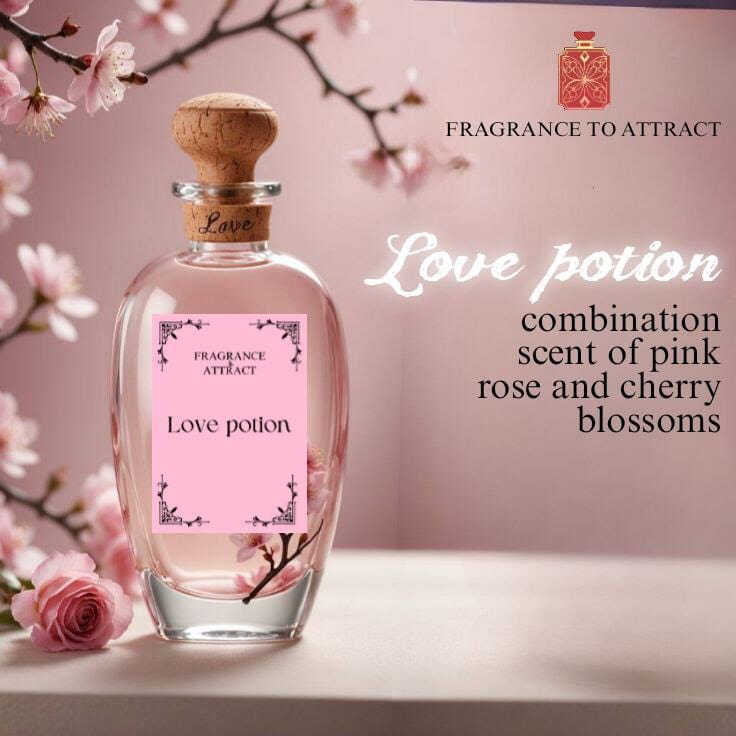 FRAGRANCE TO ATTRACT
Love potion
combination
scent of pink
rose and cherry
blossoms
Love
FRAGRANCE
&
ATTRACT
Love potion